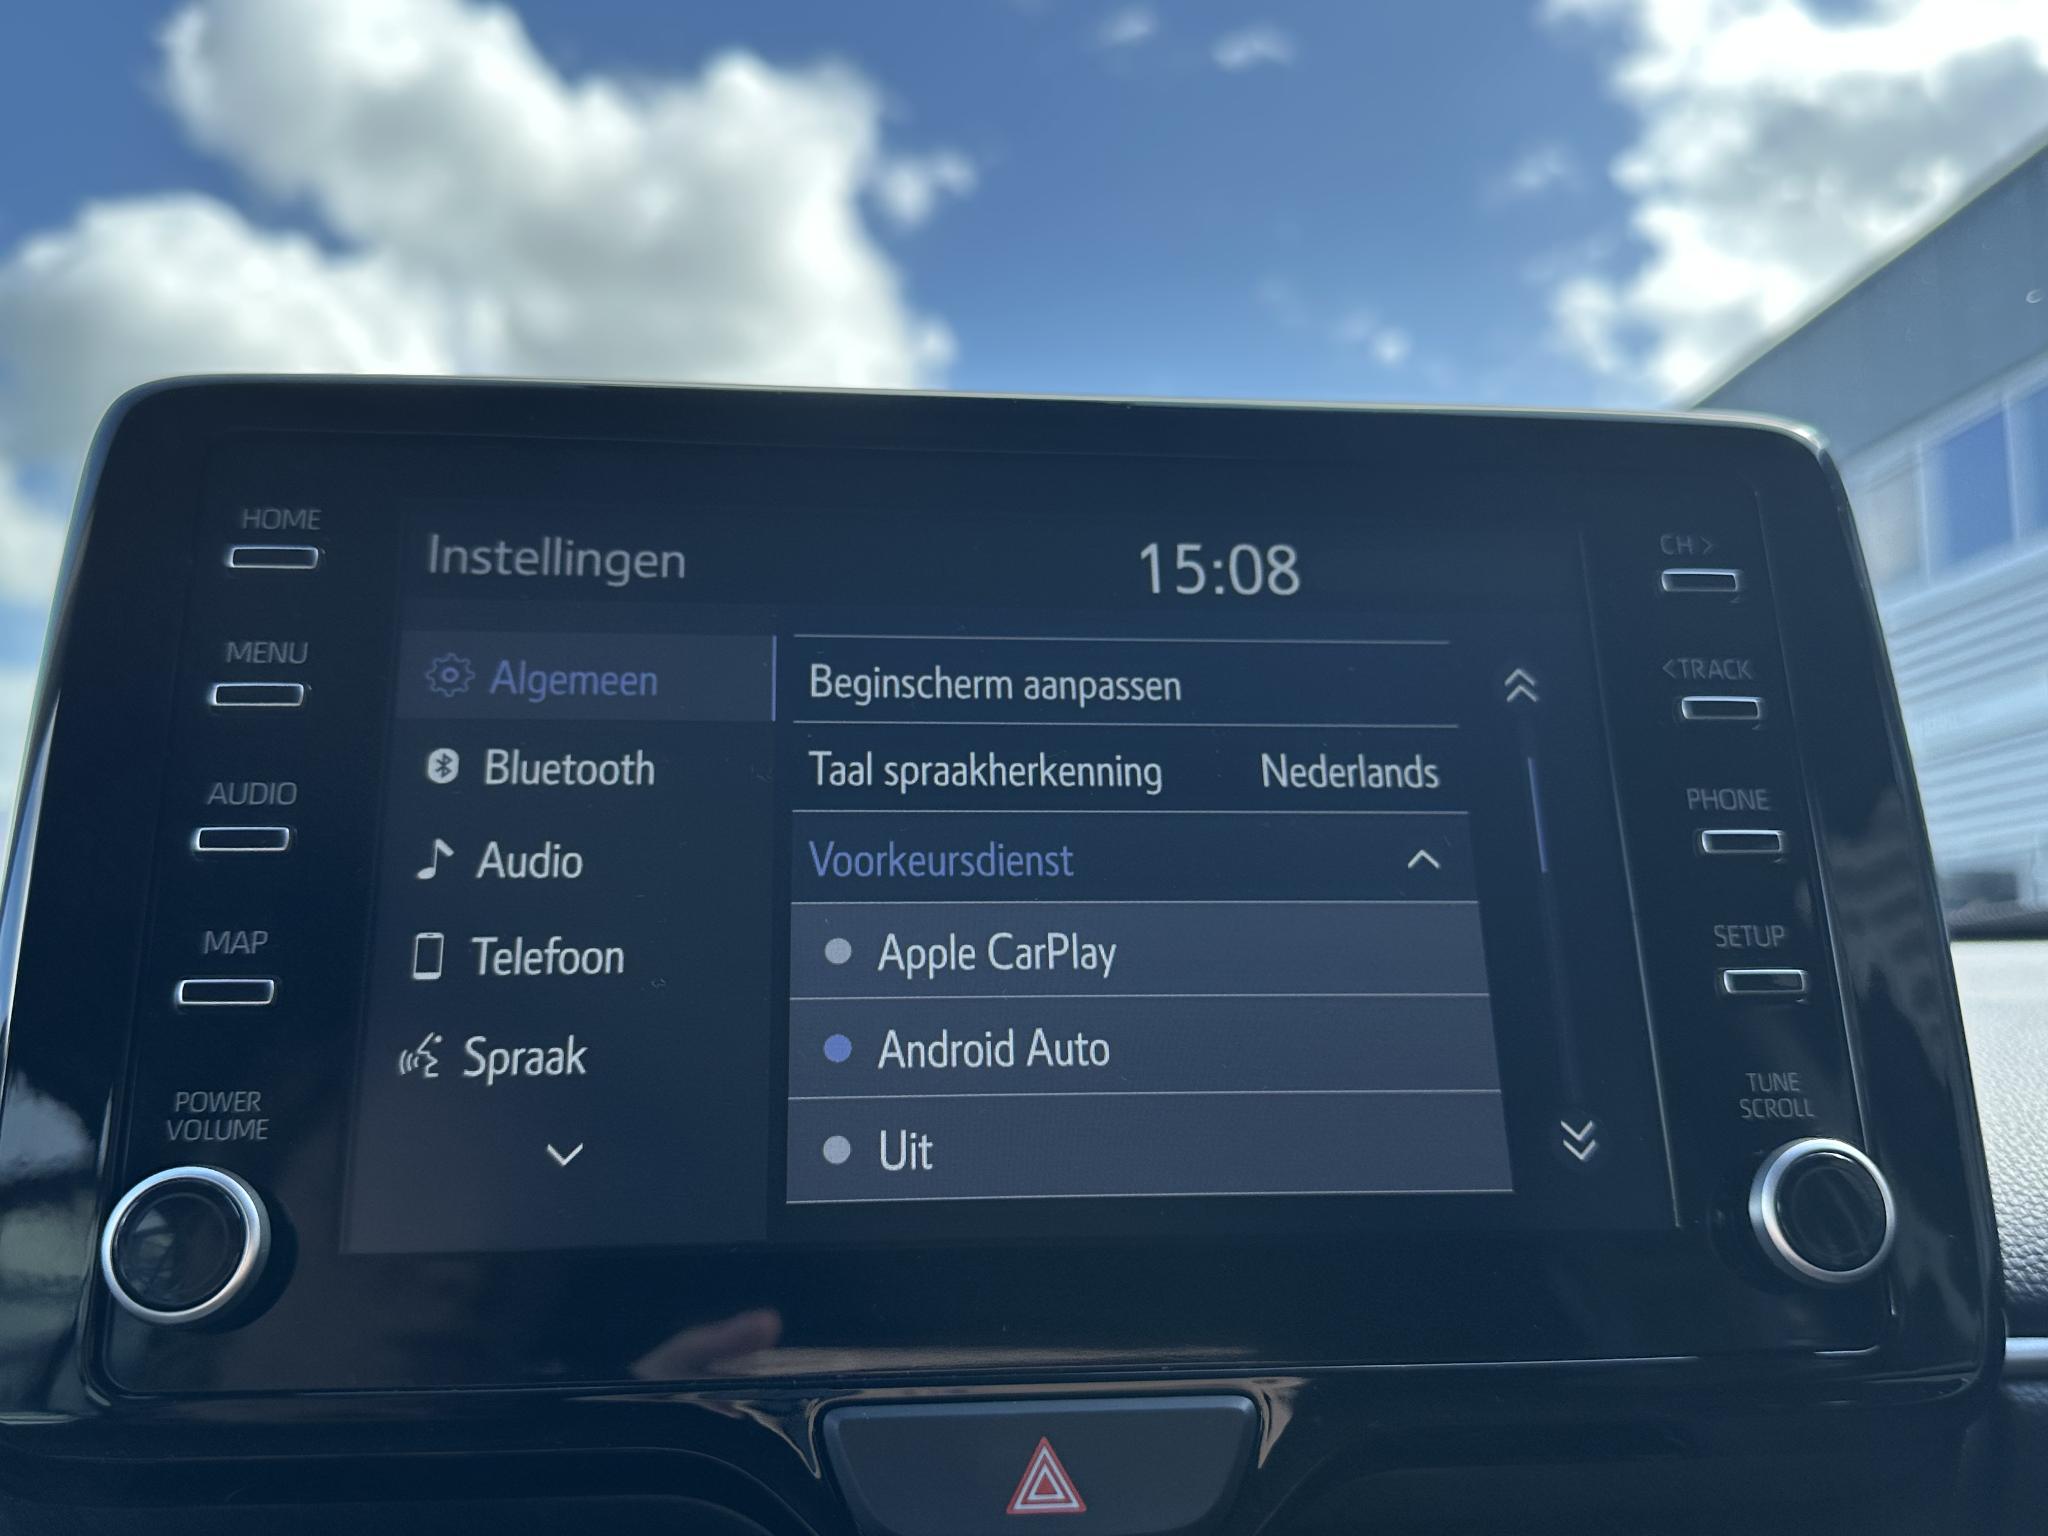 HOME
MENU
AUDIO
MAP
POWER
VOLUME
Instellingen
15:08
Algemeen
Bluetooth
Audio
Telefoon
Spraak
Beginscherm aanpassen
Taal spraakherkenning Nederlands
Voorkeursdienst
Apple CarPlay
Android Auto
Uit
CH >
<TRACK
PHONE
SETUP
TUNE
SCROLL